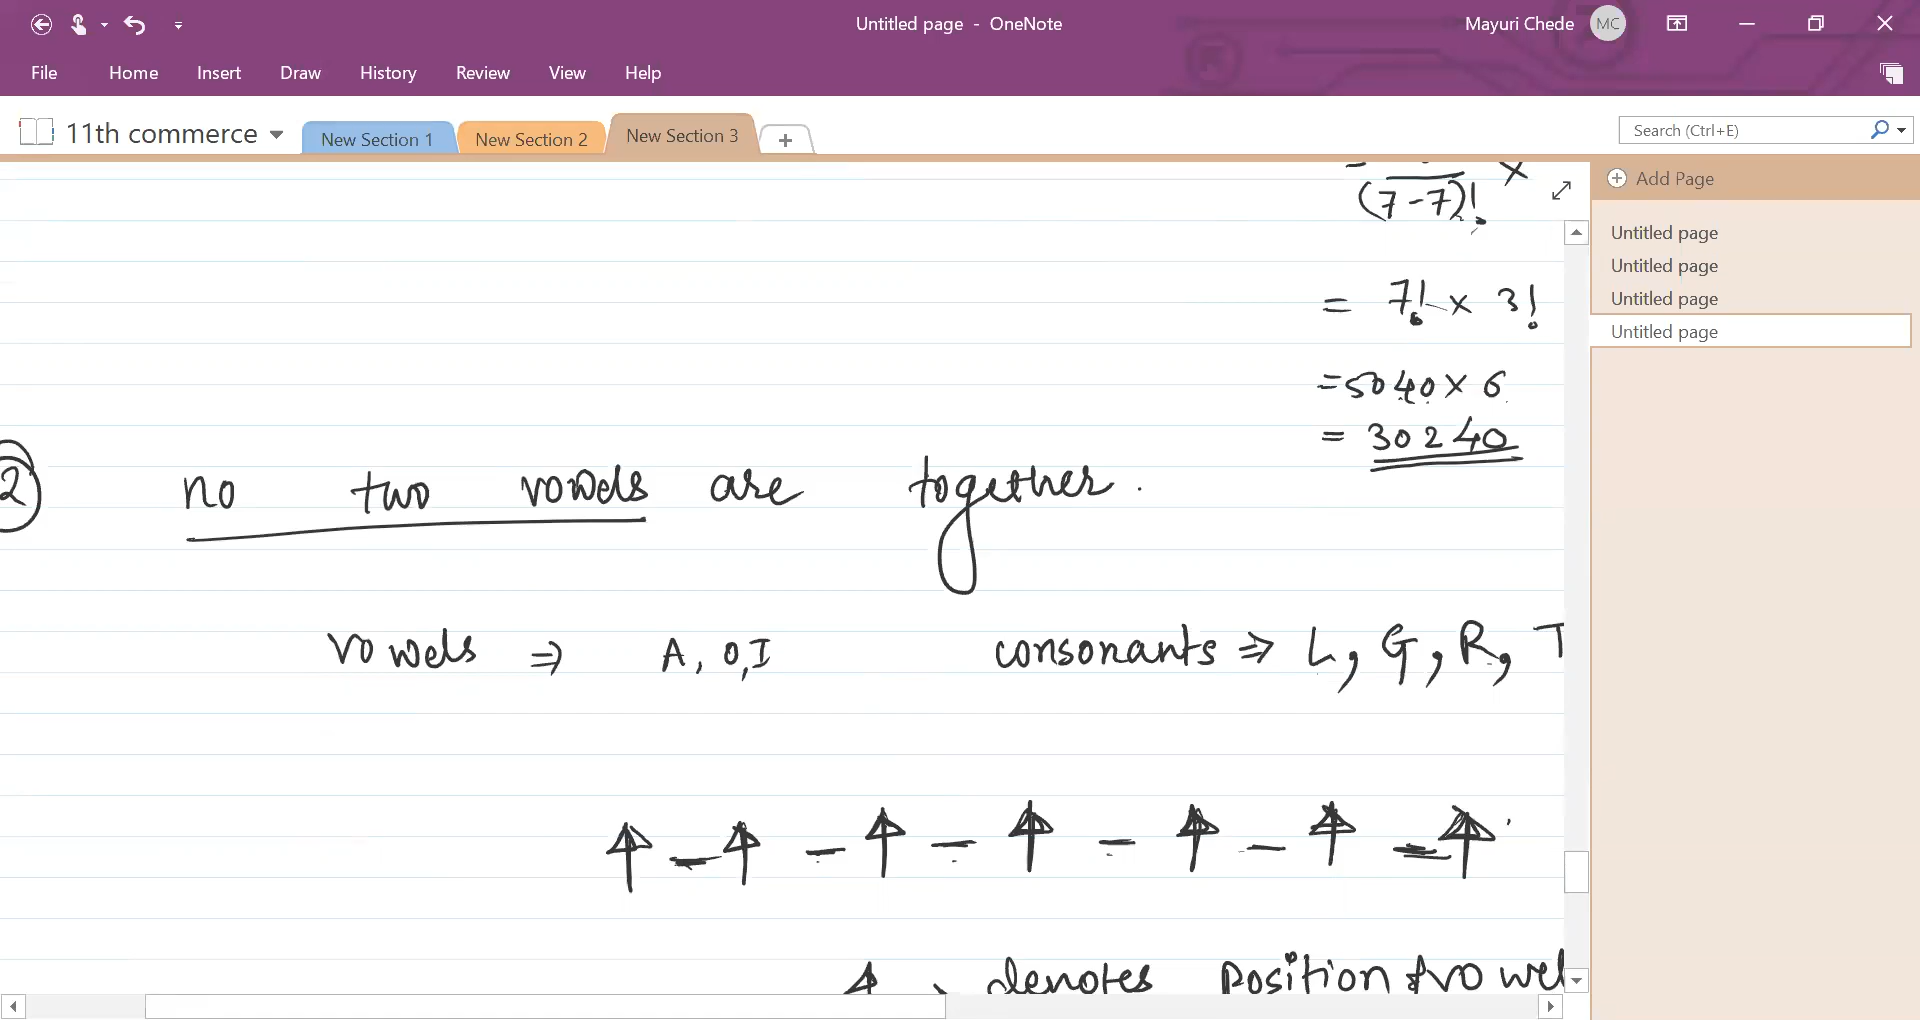 Untitled page - OneNote
Mayuri Chede MC
File Home Insert Draw History Review View Help
11th commerce New Section 1 New Section 2 New Section 3 +
Search (Ctrl+E)
Add Page
Untitled page
Untitled page
Untitled page
Untitled page
= (7-7)! ×
= 7! × 3!
= 5040 × 6
= 30240
2 no two vowels are together.
vowels ⇒ A, O, I consonants ⇒ L, G, R, T
↑ - ↑ - ↑ - ↑ - ↑ - ↑ - ↑
denotes position